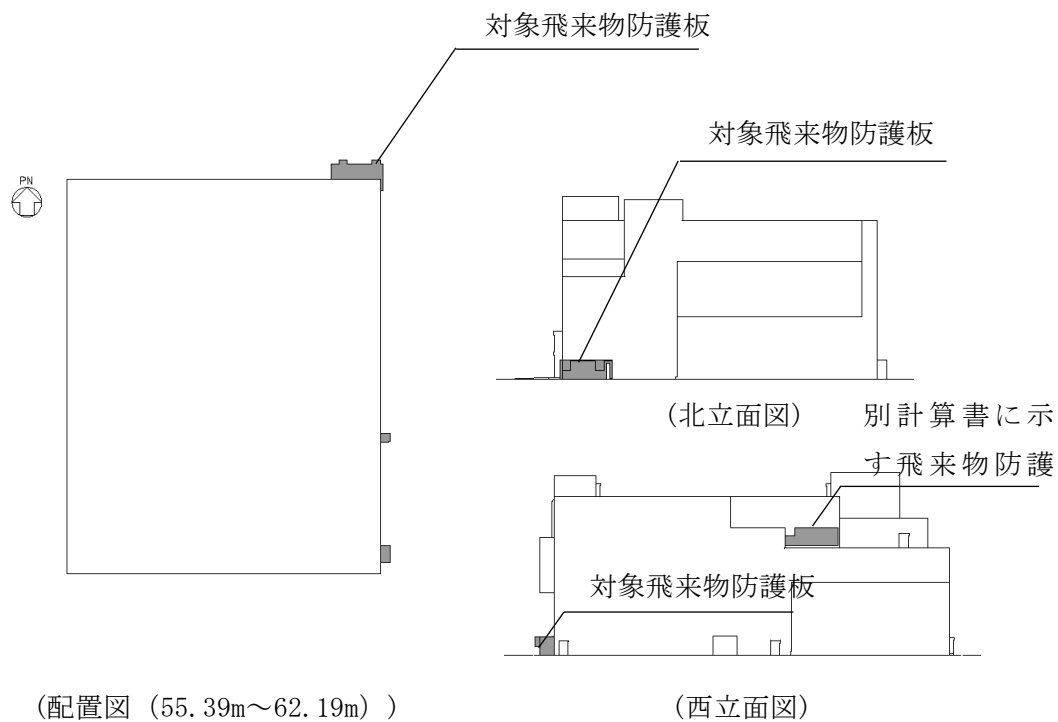 対象飛来物防護板
対象飛来物防護板
PN
(北立面図)
別計算書に示
す飛来物防護
対象飛来物防護板
(配置図 (55.39m～62.19m) )
(西立面図)